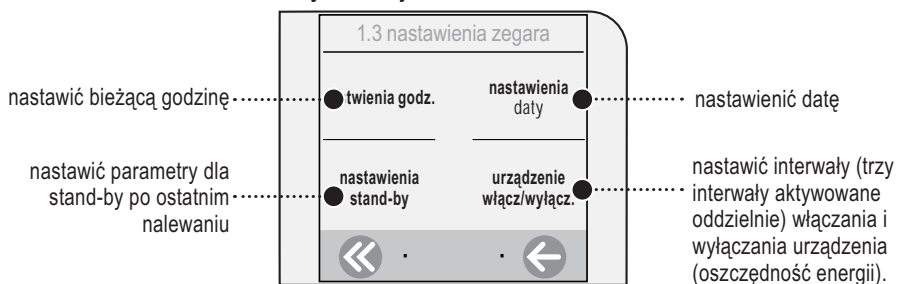 1.3 nastawienia zegara
nastawić bieżącą godzinę
twienia godz.
nastawienia
daty
nastawienić datę
nastawić parametry dla
stand-by po ostatnim
nalewaniu
nastawienia
stand-by
urządzenie
włącz/wyłącz.
nastawić interwały (trzy
interwały aktywowane
oddzielnie) włączania i
wyłączania urządzenia
(oszczędność energii).